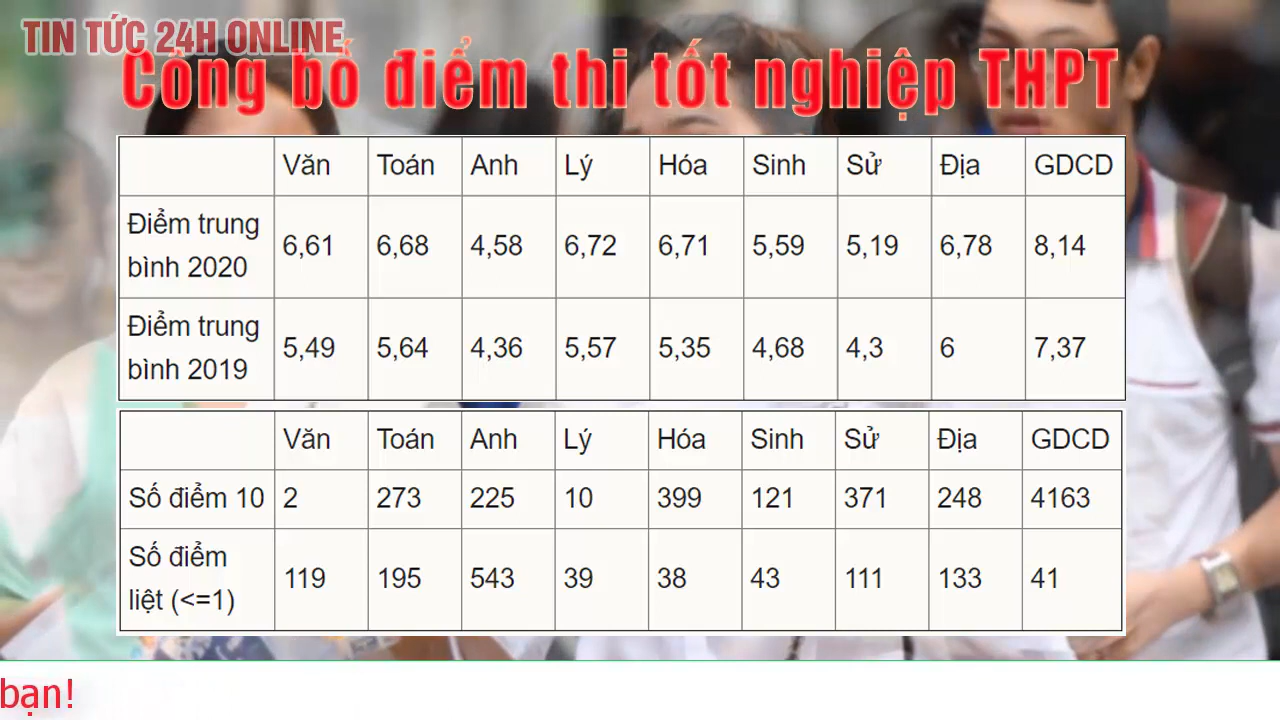 TIN TỨC 24H ONLINE
Công bố điểm thi tốt nghiệp THPT
Văn Toán Anh Lý Hóa Sinh Sử Địa GDCD
Điểm trung bình 2020 6,61 6,68 4,58 6,72 6,71 5,59 5,19 6,78 8,14
Điểm trung bình 2019 5,49 5,64 4,36 5,57 5,35 4,68 4,3 6 7,37
Văn Toán Anh Lý Hóa Sinh Sử Địa GDCD
Số điểm 10 2 273 225 10 399 121 371 248 4163
Số điểm liệt (<=1) 119 195 543 39 38 43 111 133 41
bạn!